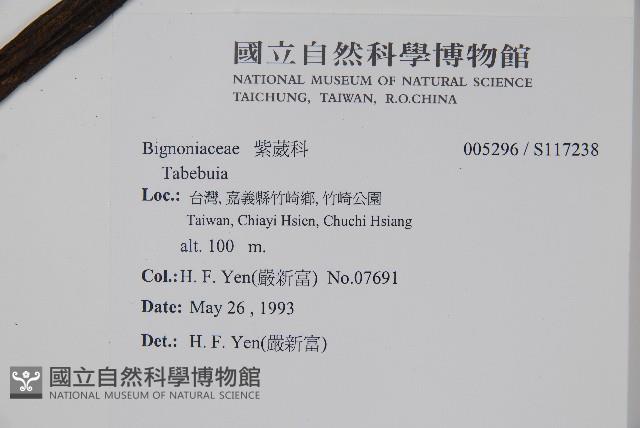 國立自然科學博物館
NATIONAL MUSEUM OF NATURAL SCIENCE
TAICHUNG, TAIWAN, R.O.CHINA
Bignoniaceae 紫葳科 005296 / S117238
Tabebuia
Loc.: 台灣, 嘉義縣竹崎鄉, 竹崎公園
Taiwan, Chiayi Hsien, Chuchi Hsiang
alt. 100 m.
Col.: H. F. Yen(嚴新富) No.07691
Date: May 26 , 1993
Det.: H. F. Yen(嚴新富)
國立自然科學博物館
NATIONAL MUSEUM OF NATURAL SCIENCE